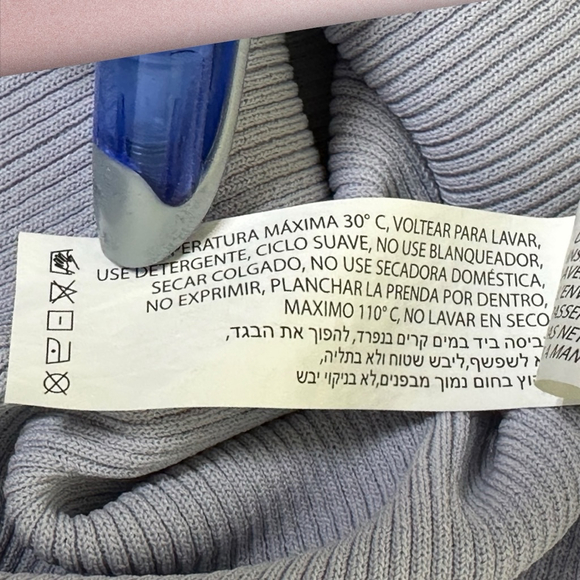 MÁXIMA 30° C, VOLTEAR PARA LAVAR,
USE DETERGENTE, CICLO SUAVE, NO USE BLANQUEADOR,
SECAR COLGADO, NO USE SECADORA DOMÉSTICA,
NO EXPRIMIR, PLANCHAR LA PRENDA POR DENTRO,
MAXIMO 110° C, NO LAVAR EN SECO
ביד במים קרים בנפרד, להפוך את הבגד,
לשפשף, ליבש שטוח ולא בתליה,
בחום נמוך מבפנים, לא בניקוי יבש